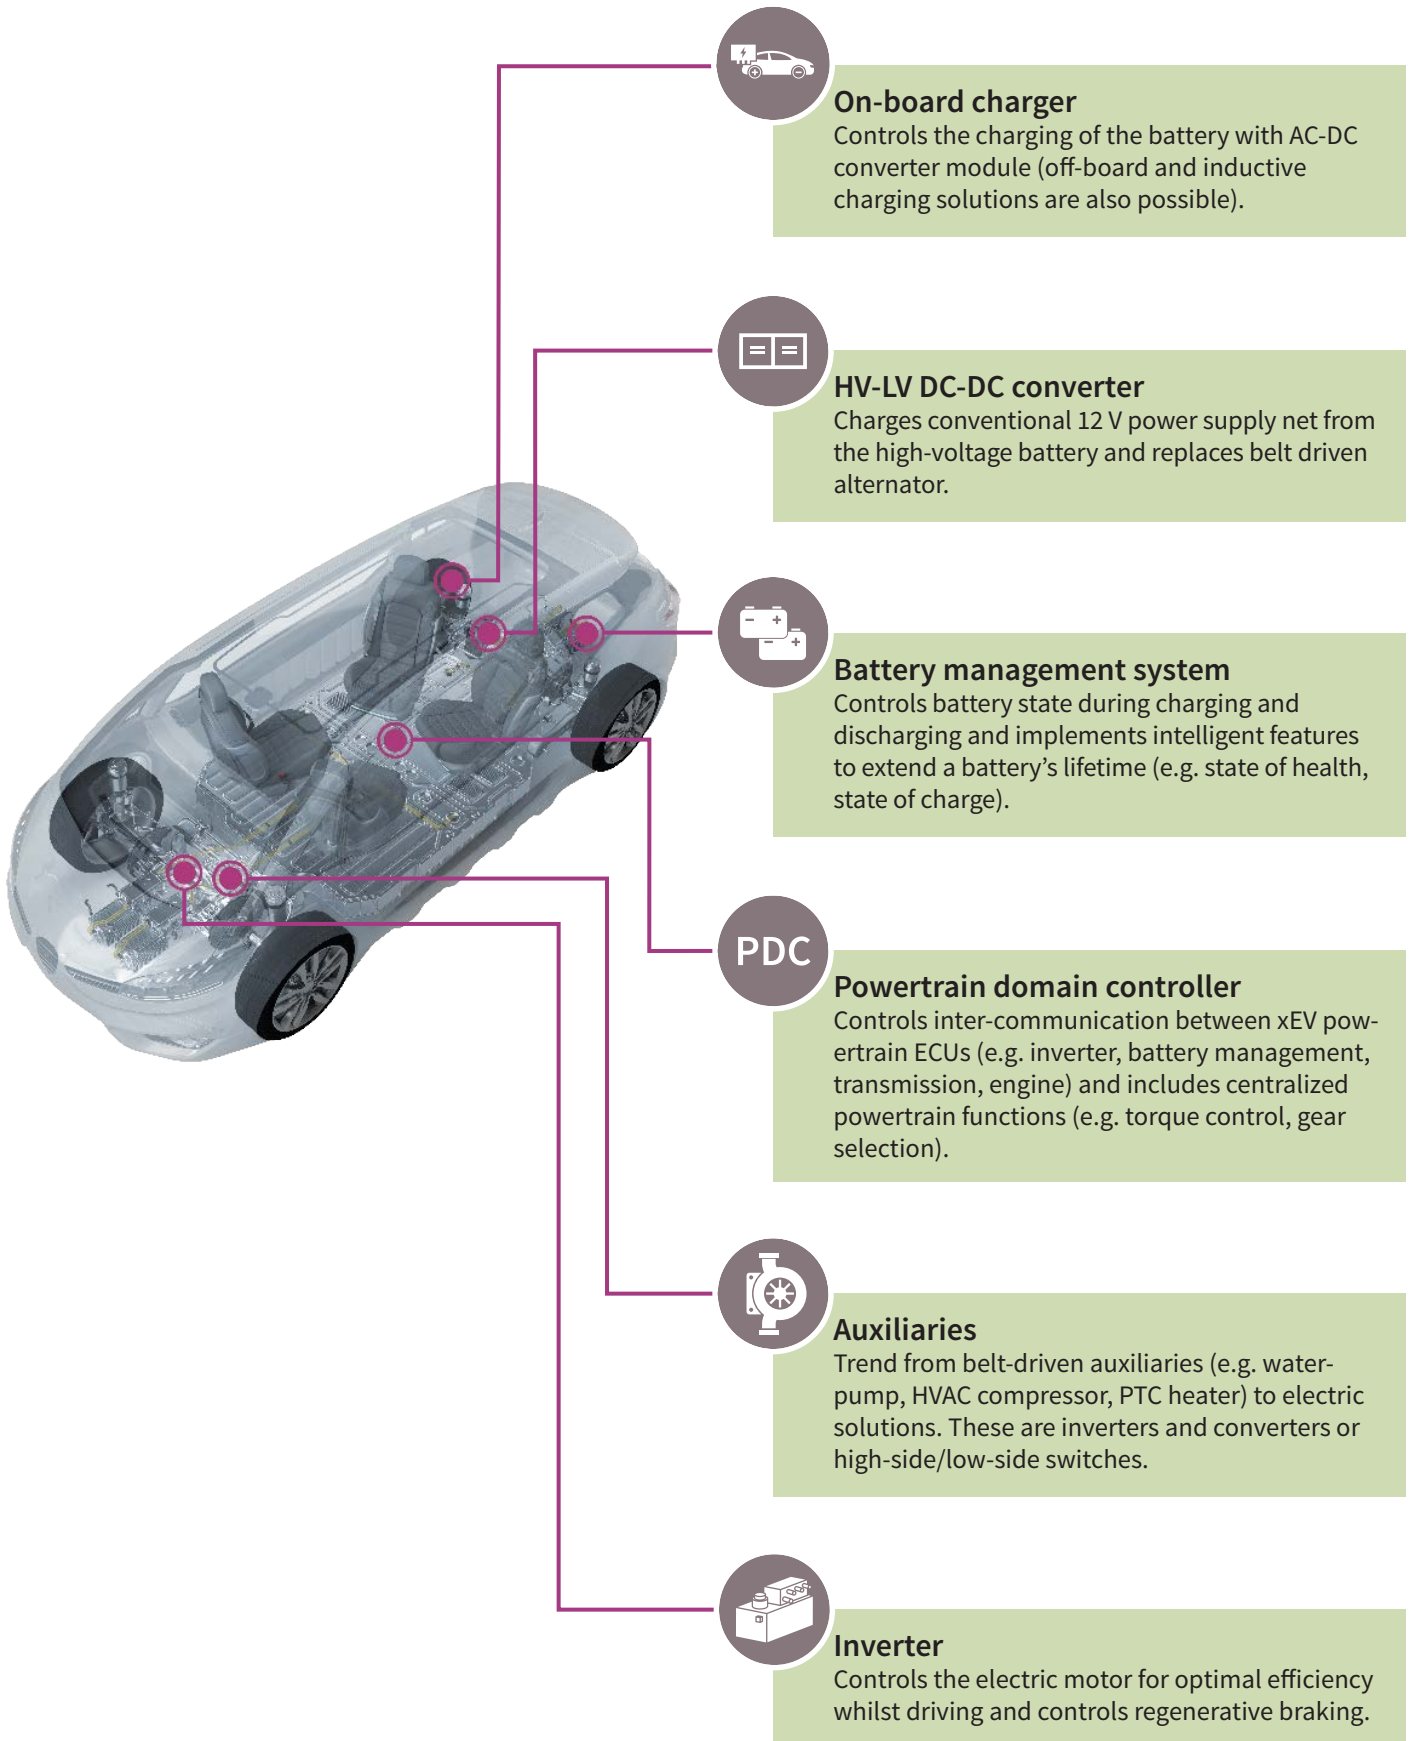 On-board charger
Controls the charging of the battery with AC-DC
converter module (off-board and inductive
charging solutions are also possible).
HV-LV DC-DC converter
Charges conventional 12 V power supply net from
the high-voltage battery and replaces belt driven
alternator.
Battery management system
Controls battery state during charging and
discharging and implements intelligent features
to extend a battery’s lifetime (e.g. state of health,
state of charge).
PDC
Powertrain domain controller
Controls inter-communication between xEV pow-
ertrain ECUs (e.g. inverter, battery management,
transmission, engine) and includes centralized
powertrain functions (e.g. torque control, gear
selection).
Auxiliaries
Trend from belt-driven auxiliaries (e.g. water-
pump, HVAC compressor, PTC heater) to electric
solutions. These are inverters and converters or
high-side/low-side switches.
Inverter
Controls the electric motor for optimal efficiency
whilst driving and controls regenerative braking.